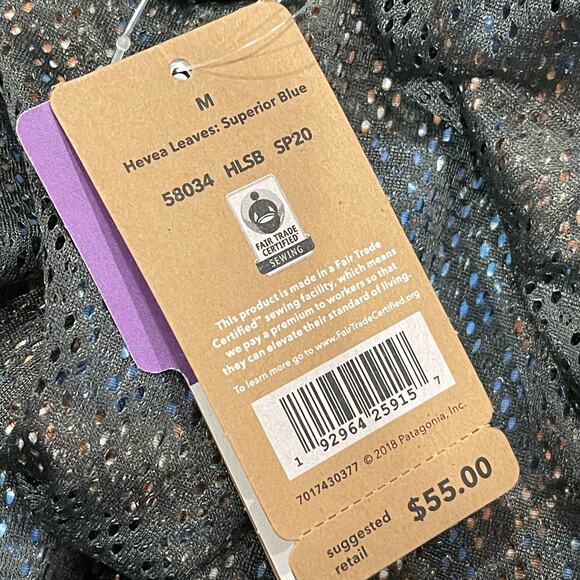 M
Hevea Leaves: Superior Blue
58034 HLSB SP20
FAIR TRADE
CERTIFIED™
SEWING
This product is made in a Fair Trade
Certified™ sewing facility, which means
we pay a premium to workers so that
they can elevate their standard of living.
To learn more go to www.FairTradeCertified.org
1 92964 25915 7
7017430377 © 2018 Patagonia, Inc.
suggested
retail
$55.00